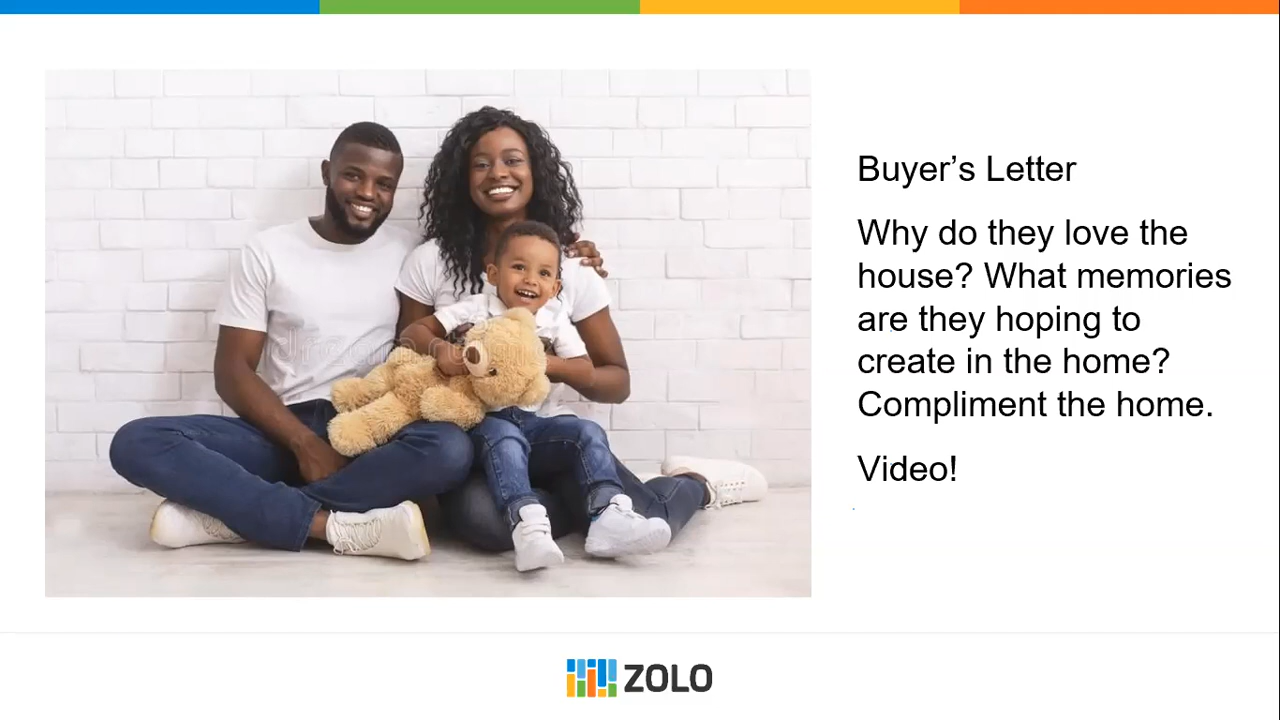 Buyer’s Letter
Why do they love the
house? What memories
are they hoping to
create in the home?
Compliment the home.
Video!
ZOLO